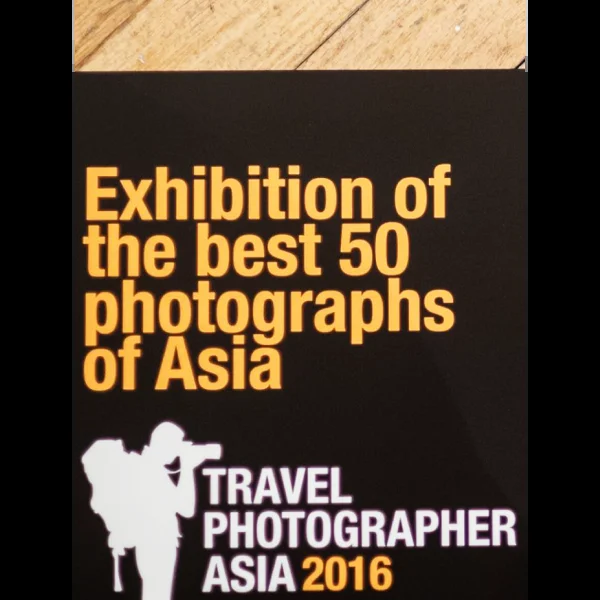 Exhibition of
the best 50
photographs
of Asia
TRAVEL
PHOTOGRAPHER
ASIA 2016